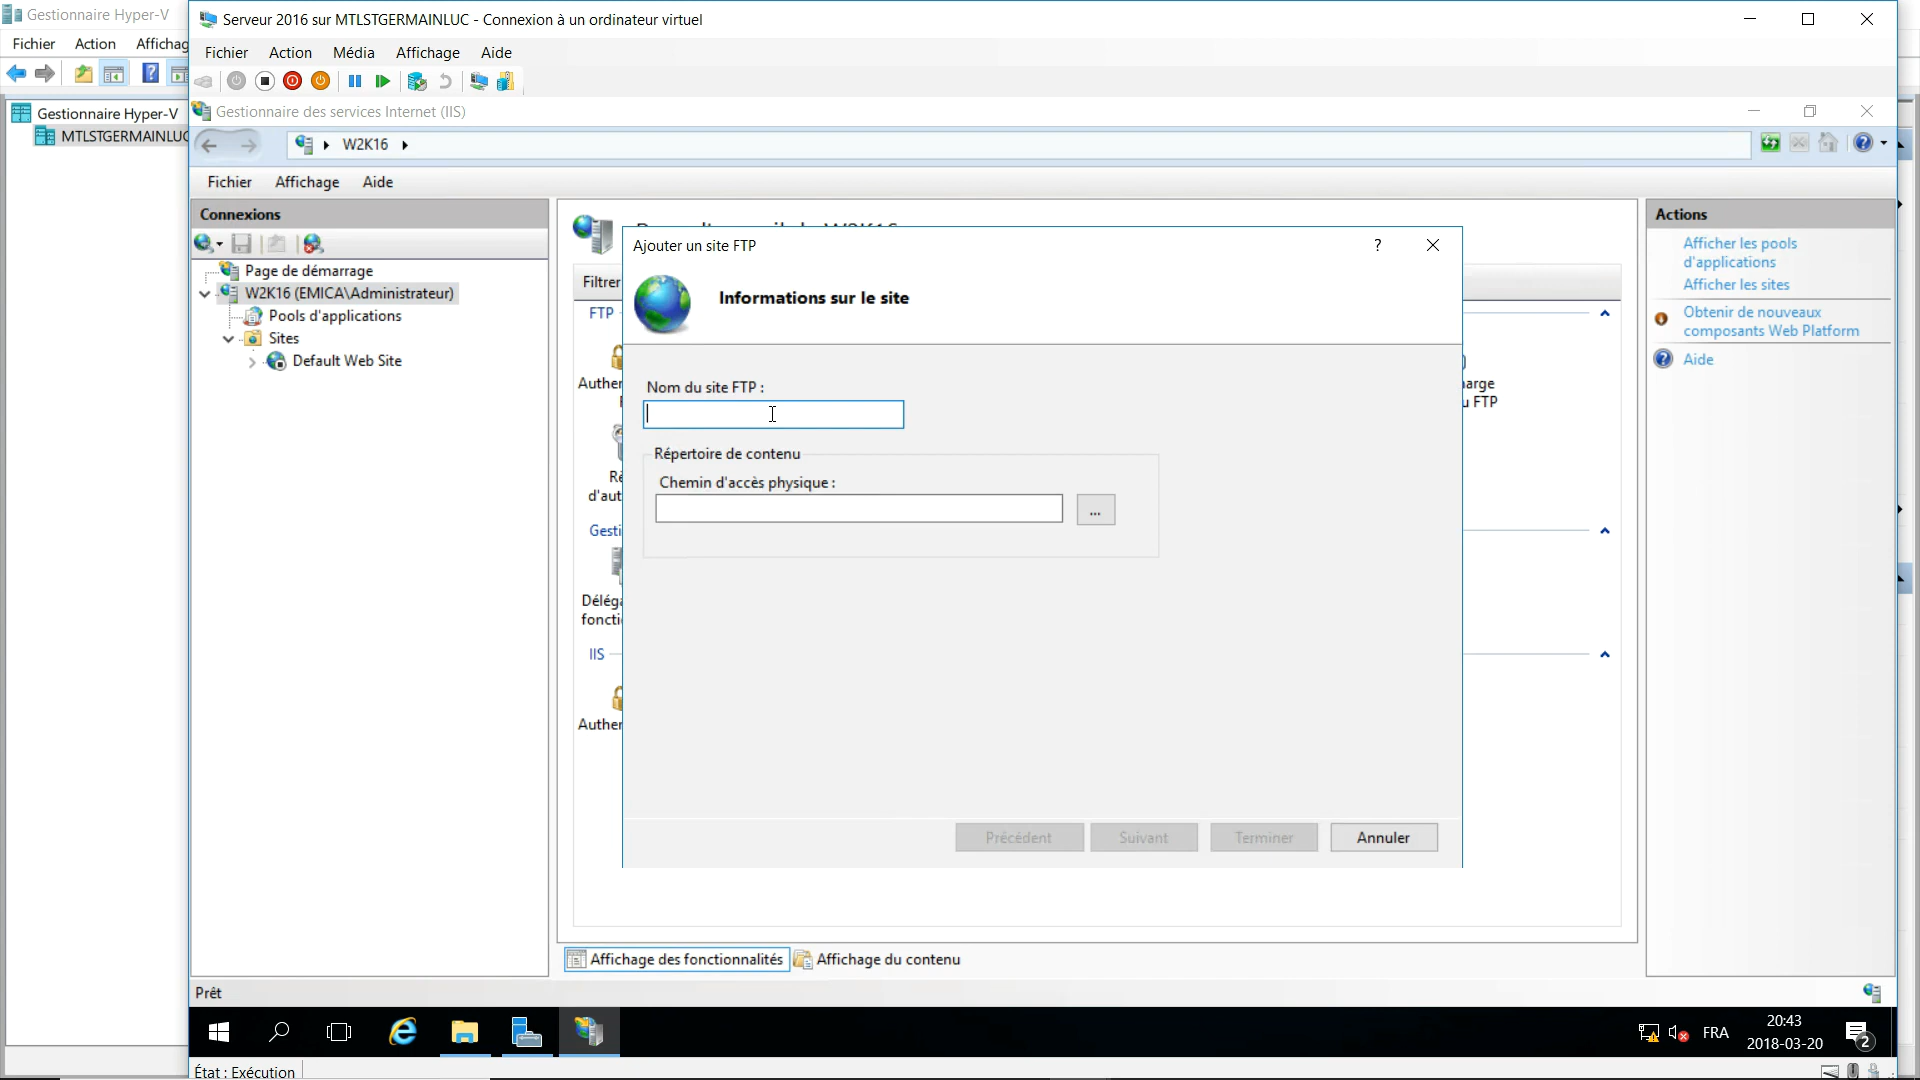 Gestionnaire Hyper-V
Fichier Action Affichag
Gestionnaire Hyper-V
MTLSTGERMAINLUC
Serveur 2016 sur MTLSTGERMAINLUC - Connexion à un ordinateur virtuel
Fichier Action Média Affichage Aide
Gestionnaire des services Internet (IIS)
W2K16
Fichier Affichage Aide
Connexions
Page de démarrage
W2K16 (EMICA\Administrateur)
Pools d'applications
Sites
Default Web Site
Filtrer
FTP
Authen
Rè
d'aut
Gesti
Délég
foncti
IIS
Authen
arge
u FTP
Ajouter un site FTP
?
Informations sur le site
Nom du site FTP :
Répertoire de contenu
Chemin d'accès physique :
...
Précédent Suivant Terminer Annuler
Affichage des fonctionnalités Affichage du contenu
Actions
Afficher les pools
d'applications
Afficher les sites
Obtenir de nouveaux
composants Web Platform
Aide
Prêt
FRA
20:43
2018-03-20
2
État : Exécution